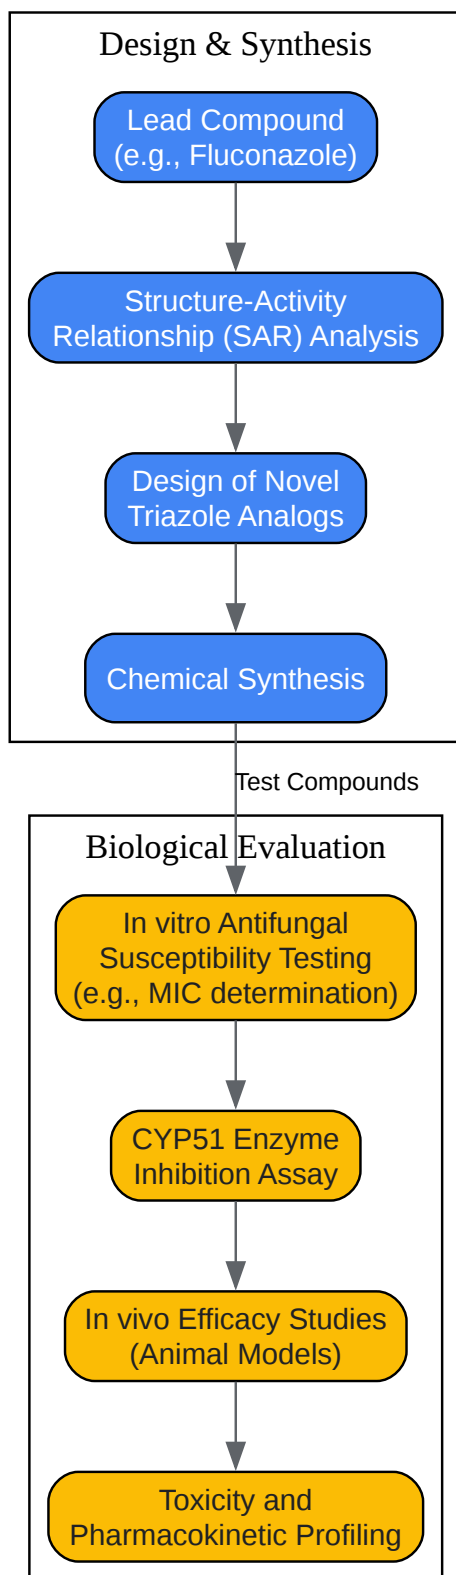 Design & Synthesis
Lead Compound
(e.g., Fluconazole)
Structure-Activity
Relationship (SAR) Analysis
Design of Novel
Triazole Analogs
Chemical Synthesis
Test Compounds
Biological Evaluation
In vitro Antifungal
Susceptibility Testing
(e.g., MIC determination)
CYP51 Enzyme
Inhibition Assay
In vivo Efficacy Studies
(Animal Models)
Toxicity and
Pharmacokinetic Profiling